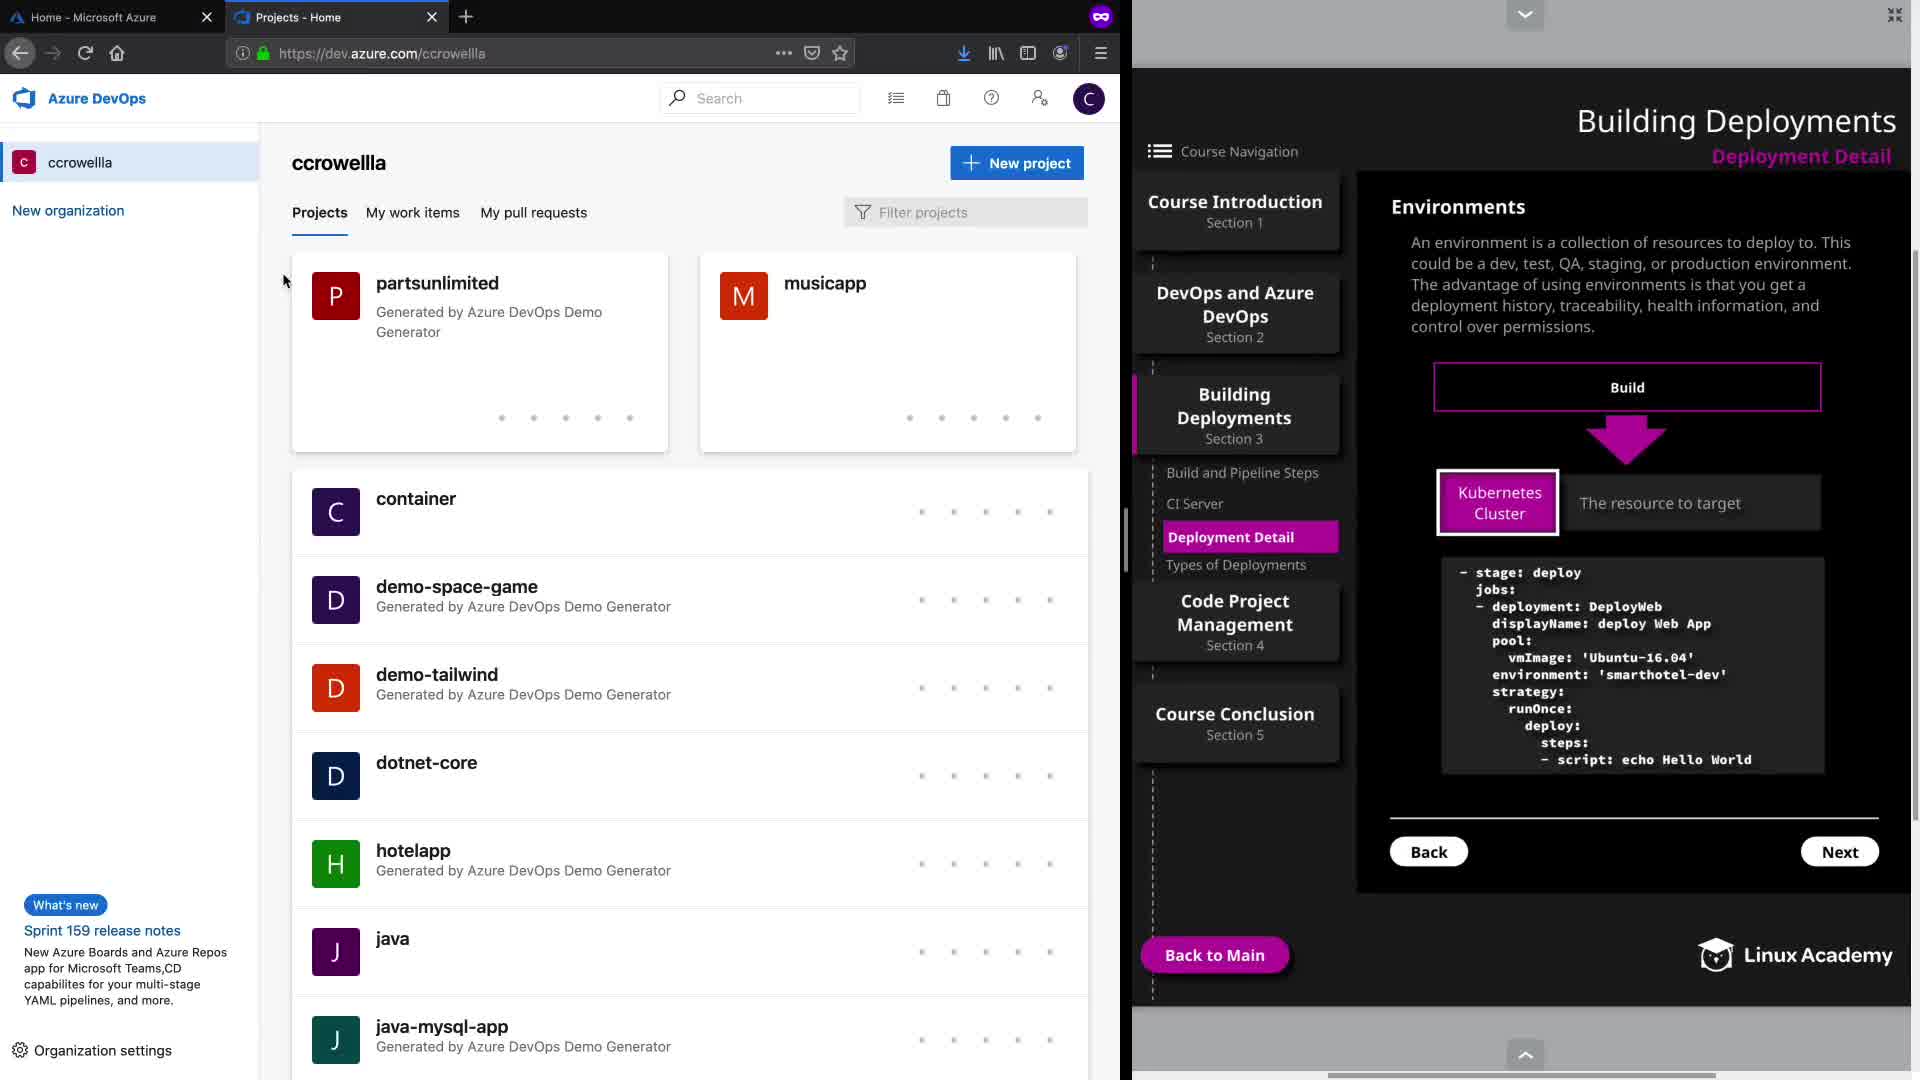 Home - Microsoft Azure
Projects - Home
https://dev.azure.com/ccrowellla
Azure DevOps
Search
C
C
ccrowellla
New organization
ccrowellla
New project
Projects
My work items
My pull requests
Filter projects
P
partsunlimited
Generated by Azure DevOps Demo
Generator
M
musicapp
C
container
D
demo-space-game
Generated by Azure DevOps Demo Generator
D
demo-tailwind
Generated by Azure DevOps Demo Generator
D
dotnet-core
H
hotelapp
Generated by Azure DevOps Demo Generator
J
java
J
java-mysql-app
Generated by Azure DevOps Demo Generator
What's new
Sprint 159 release notes
New Azure Boards and Azure Repos
app for Microsoft Teams,CD
capabilites for your multi-stage
YAML pipelines, and more.
Organization settings
Building Deployments
Deployment Detail
Course Navigation
Course Introduction
Section 1
DevOps and Azure
DevOps
Section 2
Building
Deployments
Section 3
Build and Pipeline Steps
CI Server
Deployment Detail
Types of Deployments
Code Project
Management
Section 4
Course Conclusion
Section 5
Back to Main
Environments
An environment is a collection of resources to deploy to. This
could be a dev, test, QA, staging, or production environment.
The advantage of using environments is that you get a
deployment history, traceability, health information, and
control over permissions.
Build
Kubernetes
Cluster
The resource to target
- stage: deploy
jobs:
- deployment: DeployWeb
displayName: deploy Web App
pool:
vmImage: 'Ubuntu-16.04'
environment: 'smarthotel-dev'
strategy:
runOnce:
deploy:
steps:
- script: echo Hello World
Back
Next
Linux Academy